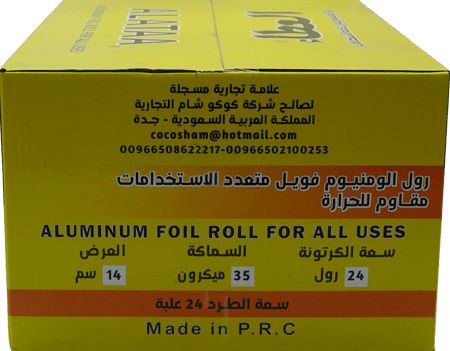 العطاء
ALATAA
علامة تجارية مسجلة
لصالح شركة كوكو شام التجارية
المملكة العربية السعودية - جدة
cocosham@hotmail.com
00966508622217-00966502100253
رول الومنيوم فويل متعدد الاستخدامات
مقاوم للحرارة
ALUMINUM FOIL ROLL FOR ALL USES
سعة الكرتونة السماكة العرض
24 رول 35 ميكرون 14 سم
سعة الطرد 24 علبة
Made in P.R.C